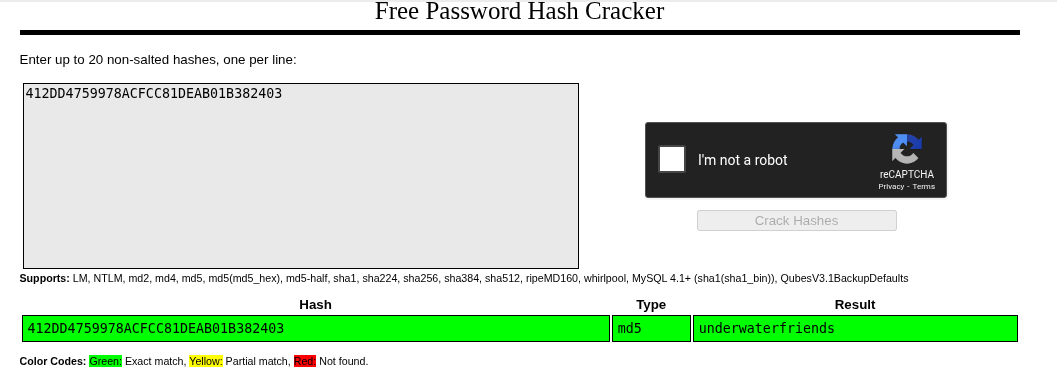 Free Password Hash Cracker
Enter up to 20 non-salted hashes, one per line:
412DD4759978ACFCC81DEAB01B382403
I'm not a robot
reCAPTCHA
Privacy - Terms
Crack Hashes
Supports: LM, NTLM, md2, md4, md5, md5(md5_hex), md5-half, sha1, sha224, sha256, sha384, sha512, ripeMD160, whirlpool, MySQL 4.1+ (sha1(sha1_bin)), QubesV3.1BackupDefaults
Hash Type Result
412DD4759978ACFCC81DEAB01B382403 md5 underwaterfriends
Color Codes: Green: Exact match, Yellow: Partial match, Red: Not found.